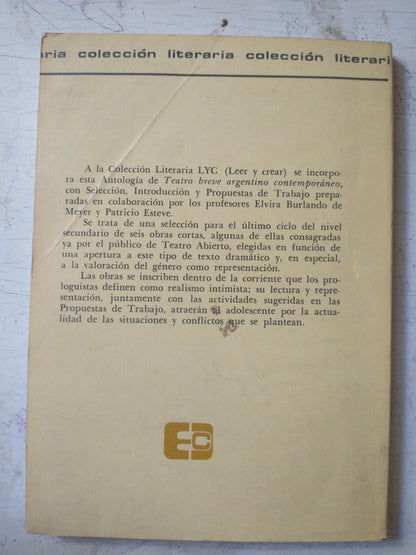 aria colección literaria colección literari
A la Colección Literaria LYC (Leer y crear) se incorpo-
ra esta Antología de Teatro breve argentino contemporáneo,
con Selección, Introducción y Propuestas de Trabajo prepa-
radas en colaboración por los profesores Elvira Burlando de
Meyer y Patricio Esteve.
Se trata de una selección para el último ciclo del nivel
secundario de seis obras cortas, algunas de ellas consagradas
ya por el público de Teatro Abierto, elegidas en función de
una apertura a este tipo de texto dramático y, en especial,
a la valoración del género como representación.
Las obras se inscriben dentro de la corriente que los pro-
loguistas definen como realismo intimista; su lectura y repre-
sentación, juntamente con las actividades sugeridas en las
Propuestas de Trabajo, atraerán al adolescente por la actua-
lidad de las situaciones y conflictos que se plantean.
EC